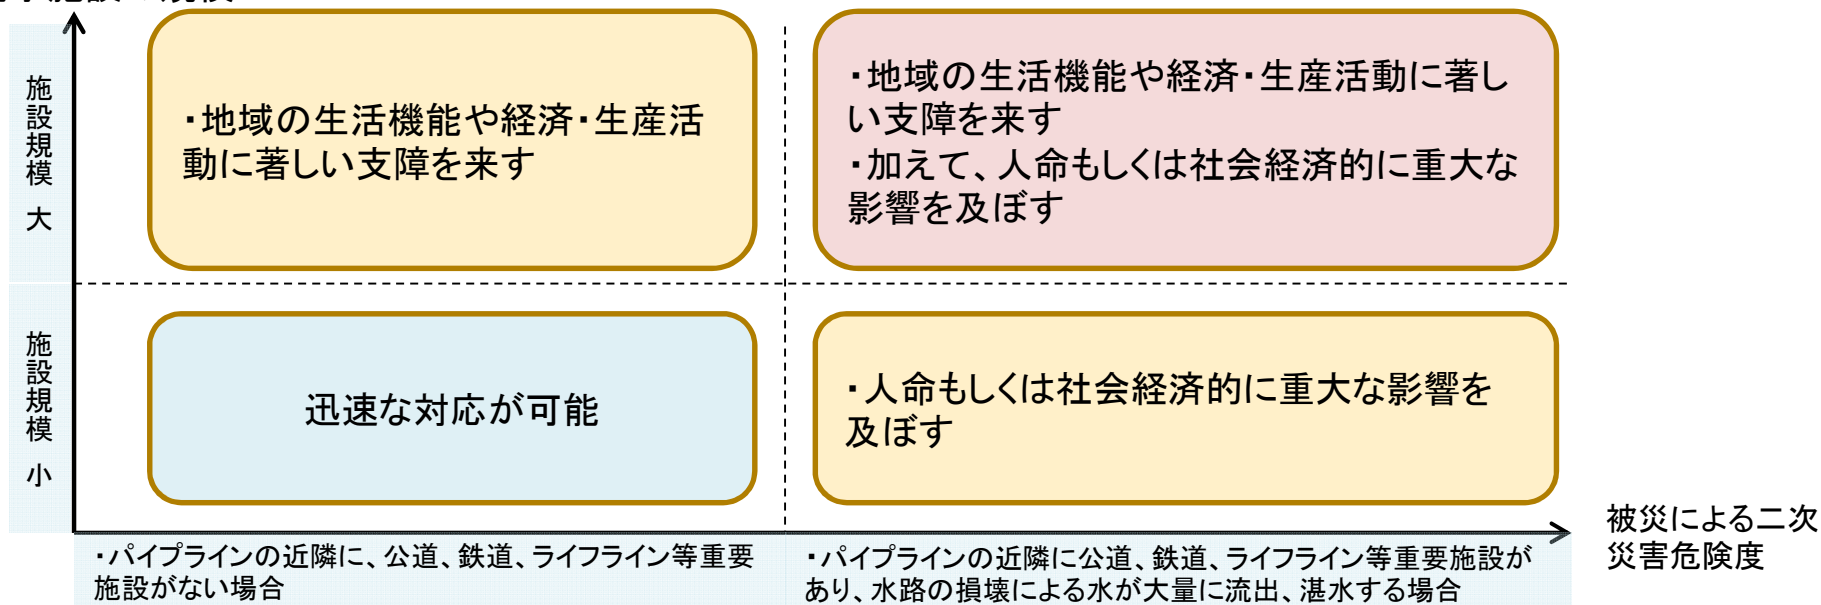 施設規模 大
・地域の生活機能や経済・生産活
動に著しい支障を来す
・地域の生活機能や経済・生産活動に著し
い支障を来す
・加えて、人命もしくは社会経済的に重大な
影響を及ぼす
施設規模 小
迅速な対応が可能
・人命もしくは社会経済的に重大な影響を
及ぼす
・パイプラインの近隣に、公道、鉄道、ライフライン等重要
施設がない場合
・パイプラインの近隣に公道、鉄道、ライフライン等重要施設が
あり、水路の損壊による水が大量に流出、湛水する場合
被災による二次
災害危険度